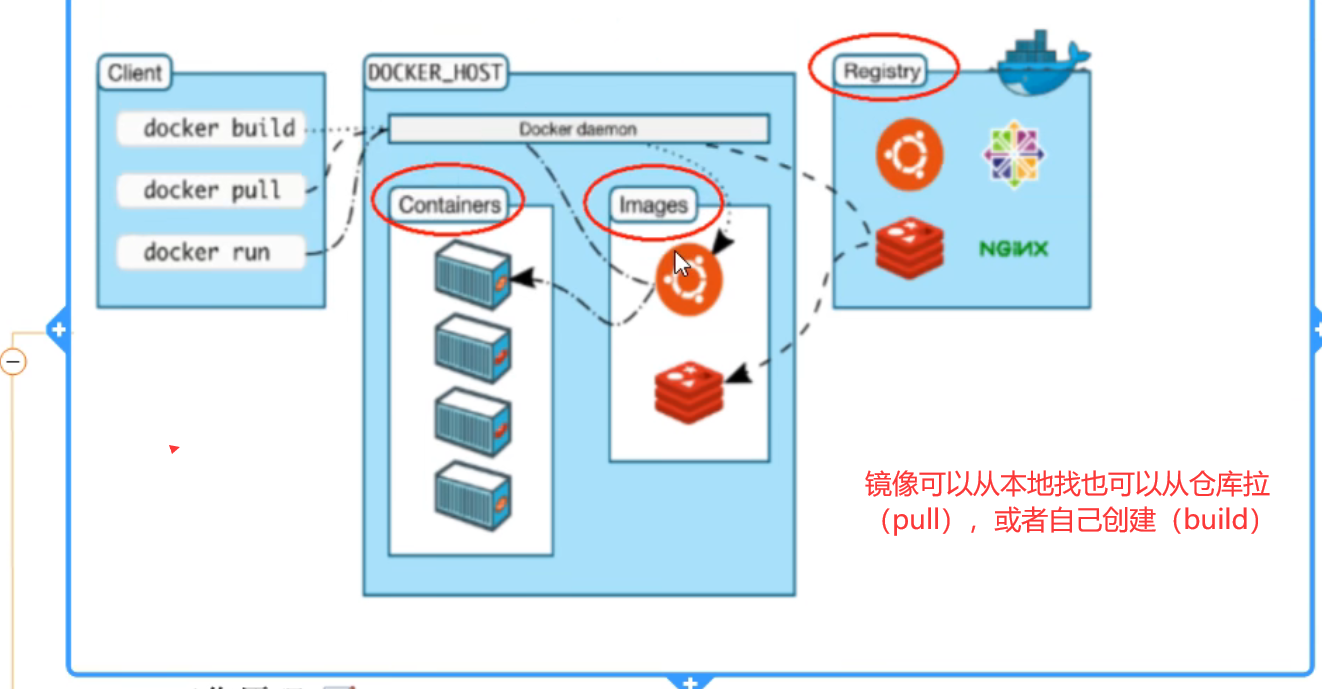 Client
docker build
docker pull
docker run
DOCKER_HOST
Docker daemon
Containers
Images
Registry
NGINX
镜像可以从本地找也可以从仓库拉
（pull），或者自己创建（build）